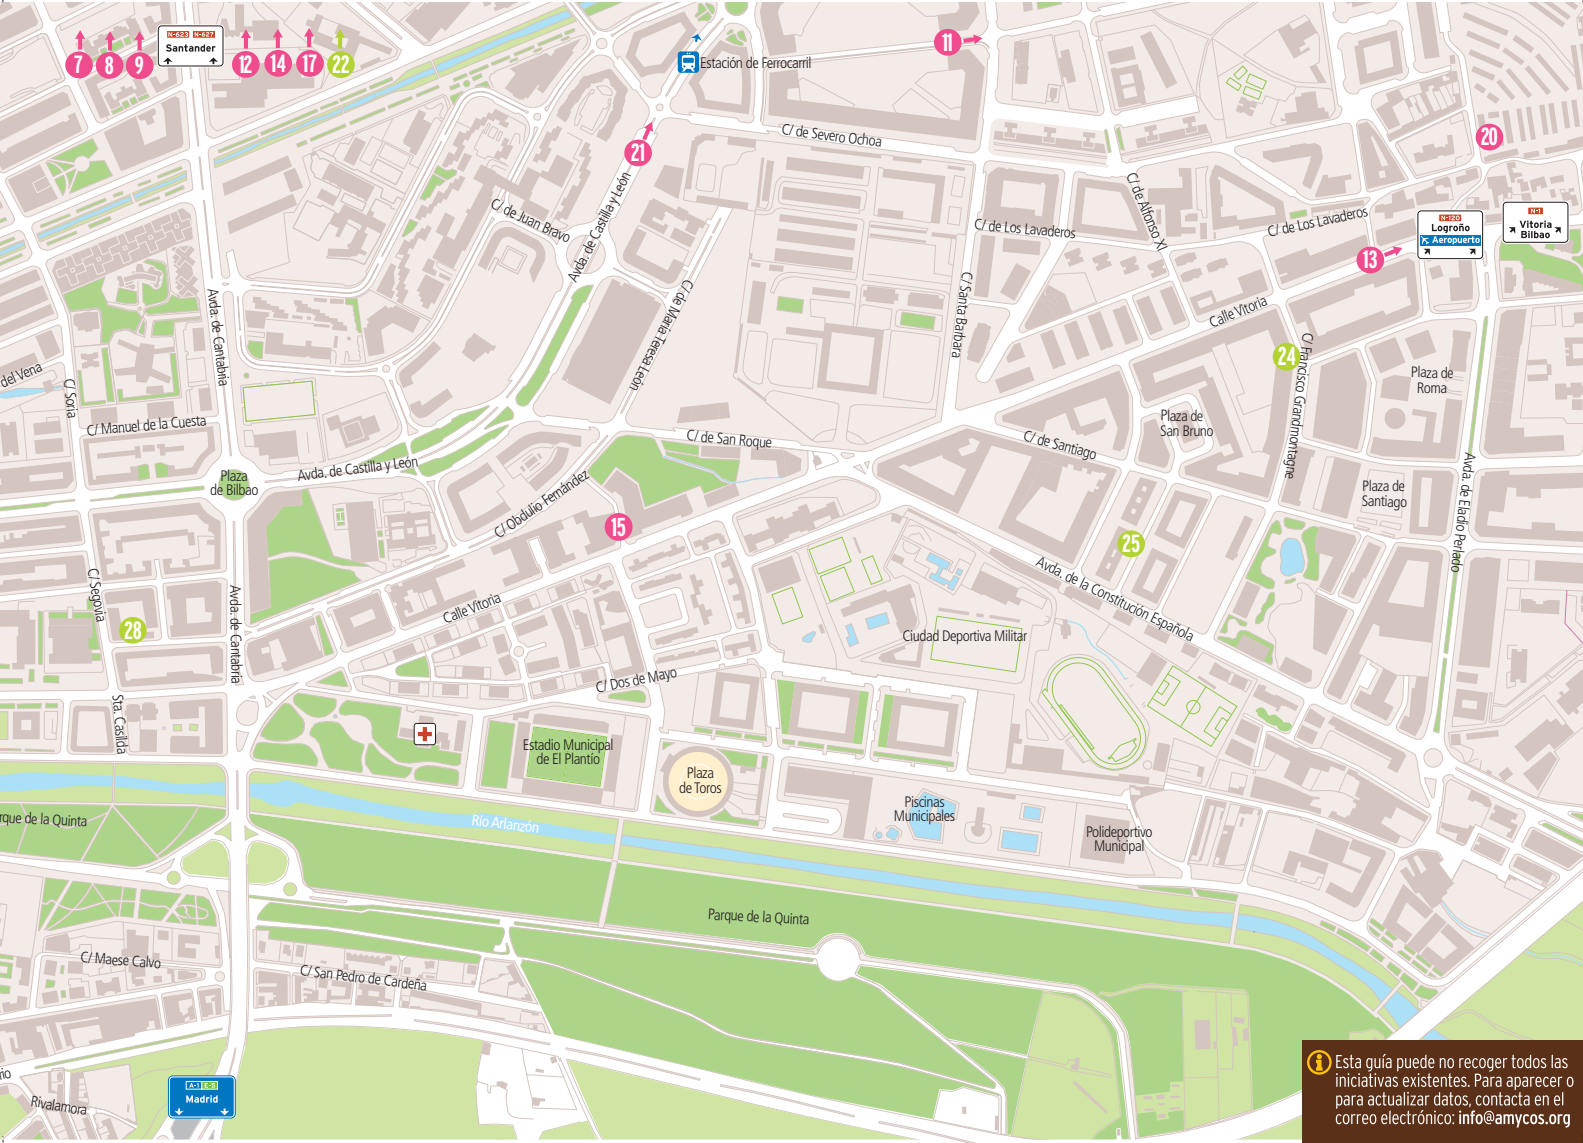 N-623 N-627
Santander
7
8
9
12
14
17
22
11
Estación de Ferrocarril
21
C/ de Severo Ochoa
20
C/ de Juan Bravo
Avda. de Castilla y León
C/ de Alfonso XI
C/ de Los Lavaderos
C/ de Los Lavaderos
N-120
Logroño
Aeropuerto
N-1
Vitoria
Bilbao
13
Avda. de Cantabria
C/ de María Teresa León
C/ Santa Barbara
Calle Vitoria
24
C/ Francisco Grandmontagne
Plaza de
Roma
del Vena
C/ Soria
C/ Manuel de la Cuesta
Plaza de
San Bruno
C/ de San Roque
C/ de Santiago
Avda. de Castilla y León
Plaza
de Bilbao
C/ Obdulio Fernández
Plaza de
Santiago
Avda. de Eladio Perlado
15
25
Avda. de la Constitución Española
C/ Segovia
28
Avda. de Cantabria
Calle Vitoria
Ciudad Deportiva Militar
C/ Dos de Mayo
Sta. Casilda
Estadio Municipal
de El Plantío
Plaza
de Toros
Piscinas
Municipales
Polideportivo
Municipal
rque de la Quinta
Río Arlanzón
Parque de la Quinta
C/ Maese Calvo
C/ San Pedro de Cardeña
rio
Rivalamora
A-1 E-5
Madrid
Esta guía puede no recoger todos las
iniciativas existentes. Para aparecer o
para actualizar datos, contacta en el
correo electrónico: info@amycos.org